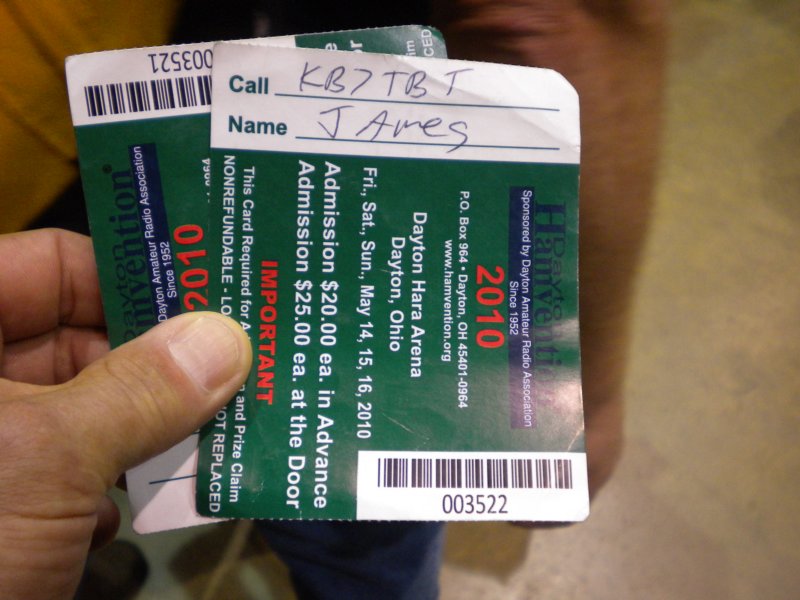 Call KB7TBT
Name JAmes
Dayton
Hamvention
Sponsored by Dayton Amateur Radio Association
Since 1952
2010
P.O. Box 964 • Dayton, OH 45401-0964
www.hamvention.org
Dayton Hara Arena
Dayton, Ohio
Fri., Sat., Sun., May 14, 15, 16, 2010
Admission $20.00 ea. in Advance
Admission $25.00 ea. at the Door
IMPORTANT
This Card Required for and Prize Claim
NONREFUNDABLE - NOT REPLACED
003522
003521
Dayton
Hamvention®
Dayton Amateur Radio Association
Since 1952
2010